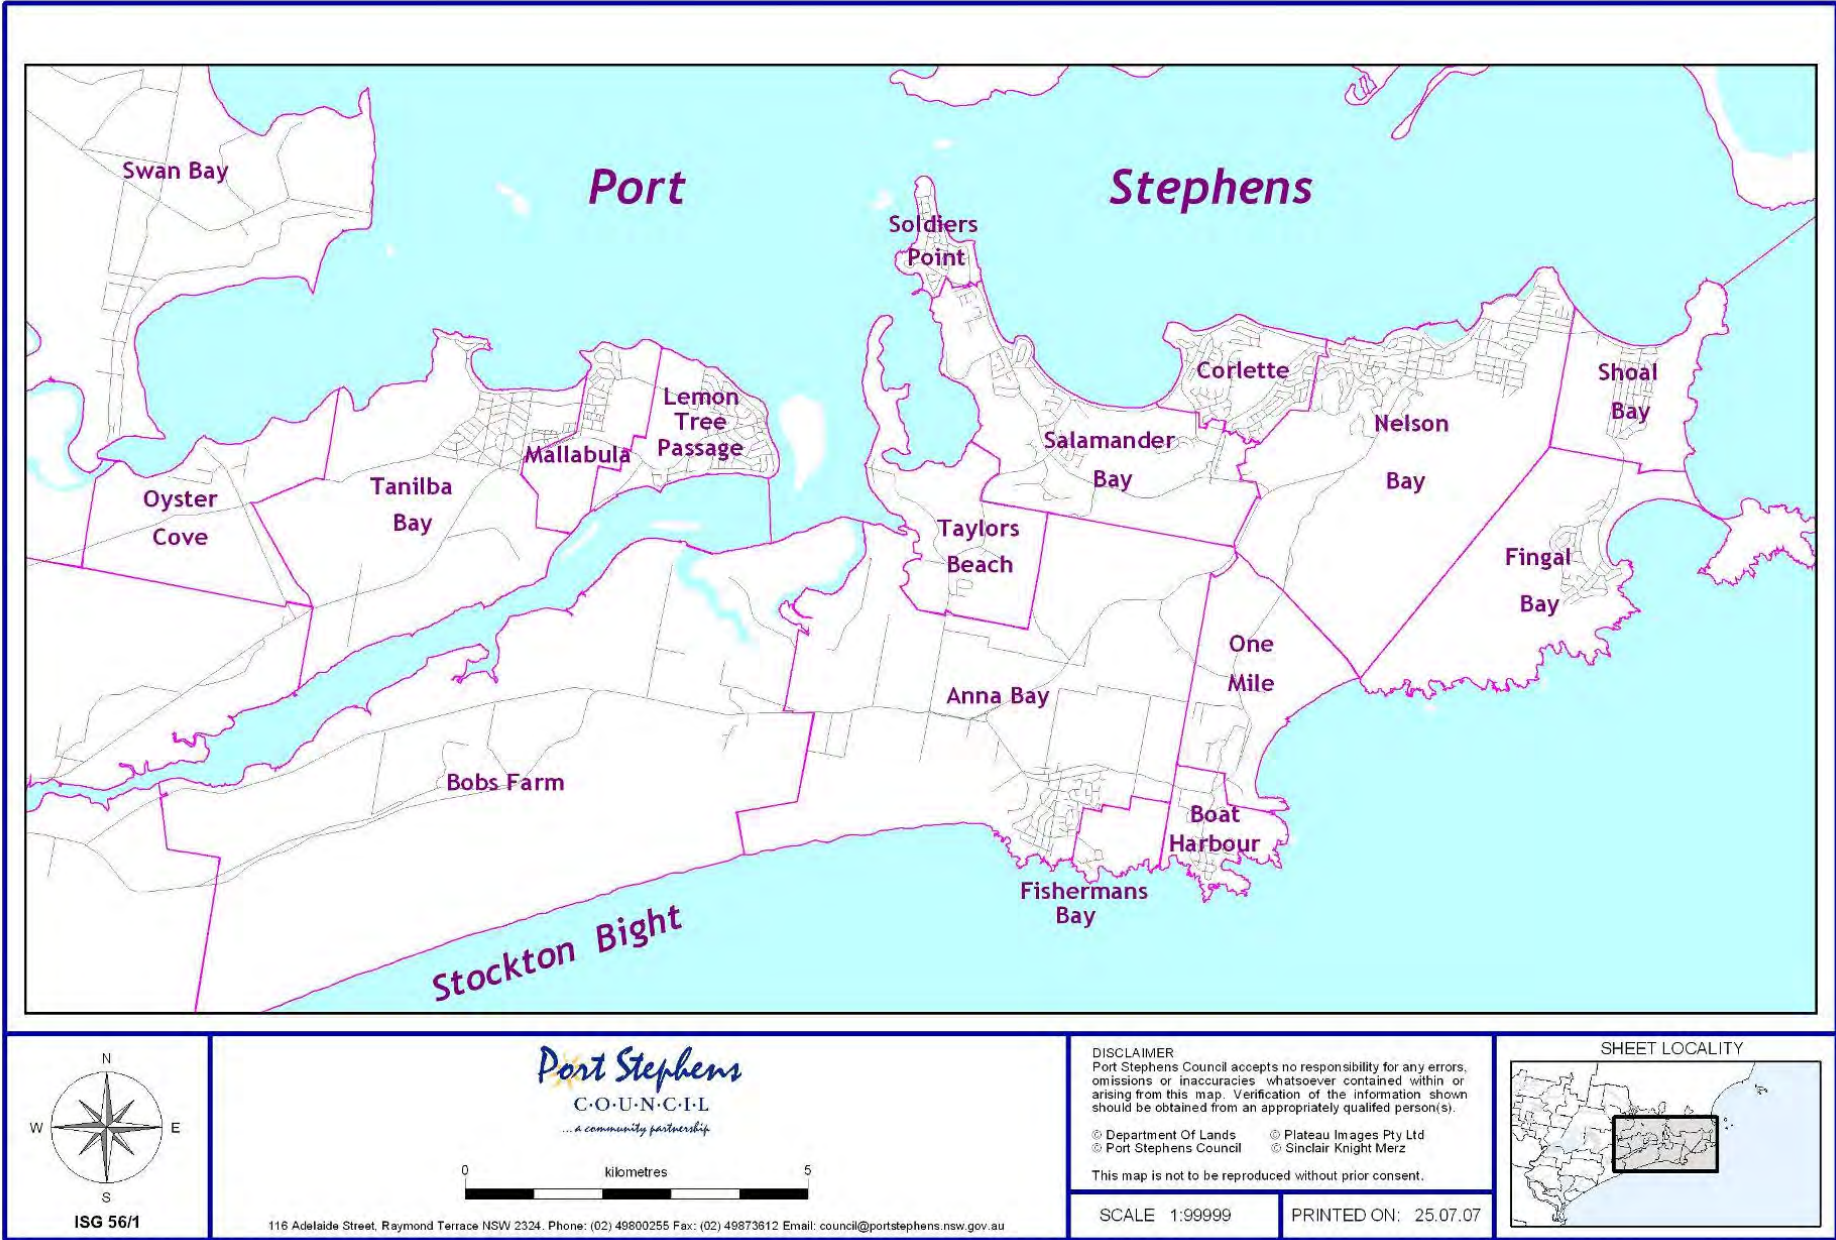 Swan Bay
Port
Stephens
Soldiers
Point
Corlette
Shoal
Bay
Lemon
Tree
Passage
Nelson
Bay
Mallabula
Salamander
Bay
Oyster
Cove
Tanilba
Bay
Taylors
Beach
Fingal
Bay
One
Mile
Anna Bay
Bobs Farm
Boat
Harbour
Fishermans
Bay
Stockton Bight
N
W
E
S
ISG 56/1
Port Stephens
C·O·U·N·C·I·L
... a community partnership
0 kilometres 5
116 Adelaide Street, Raymond Terrace NSW 2324. Phone: (02) 49800255 Fax: (02) 49873612 Email: council@portstephens.nsw.gov.au
DISCLAIMER
Port Stephens Council accepts no responsibility for any errors,
omissions or inaccuracies whatsoever contained within or
arising from this map. Verification of the information shown
should be obtained from an appropriately qualifed person(s).
© Department Of Lands © Plateau Images Pty Ltd
© Port Stephens Council © Sinclair Knight Merz
This map is not to be reproduced without prior consent.
SCALE 1:99999
PRINTED ON: 25.07.07
SHEET LOCALITY